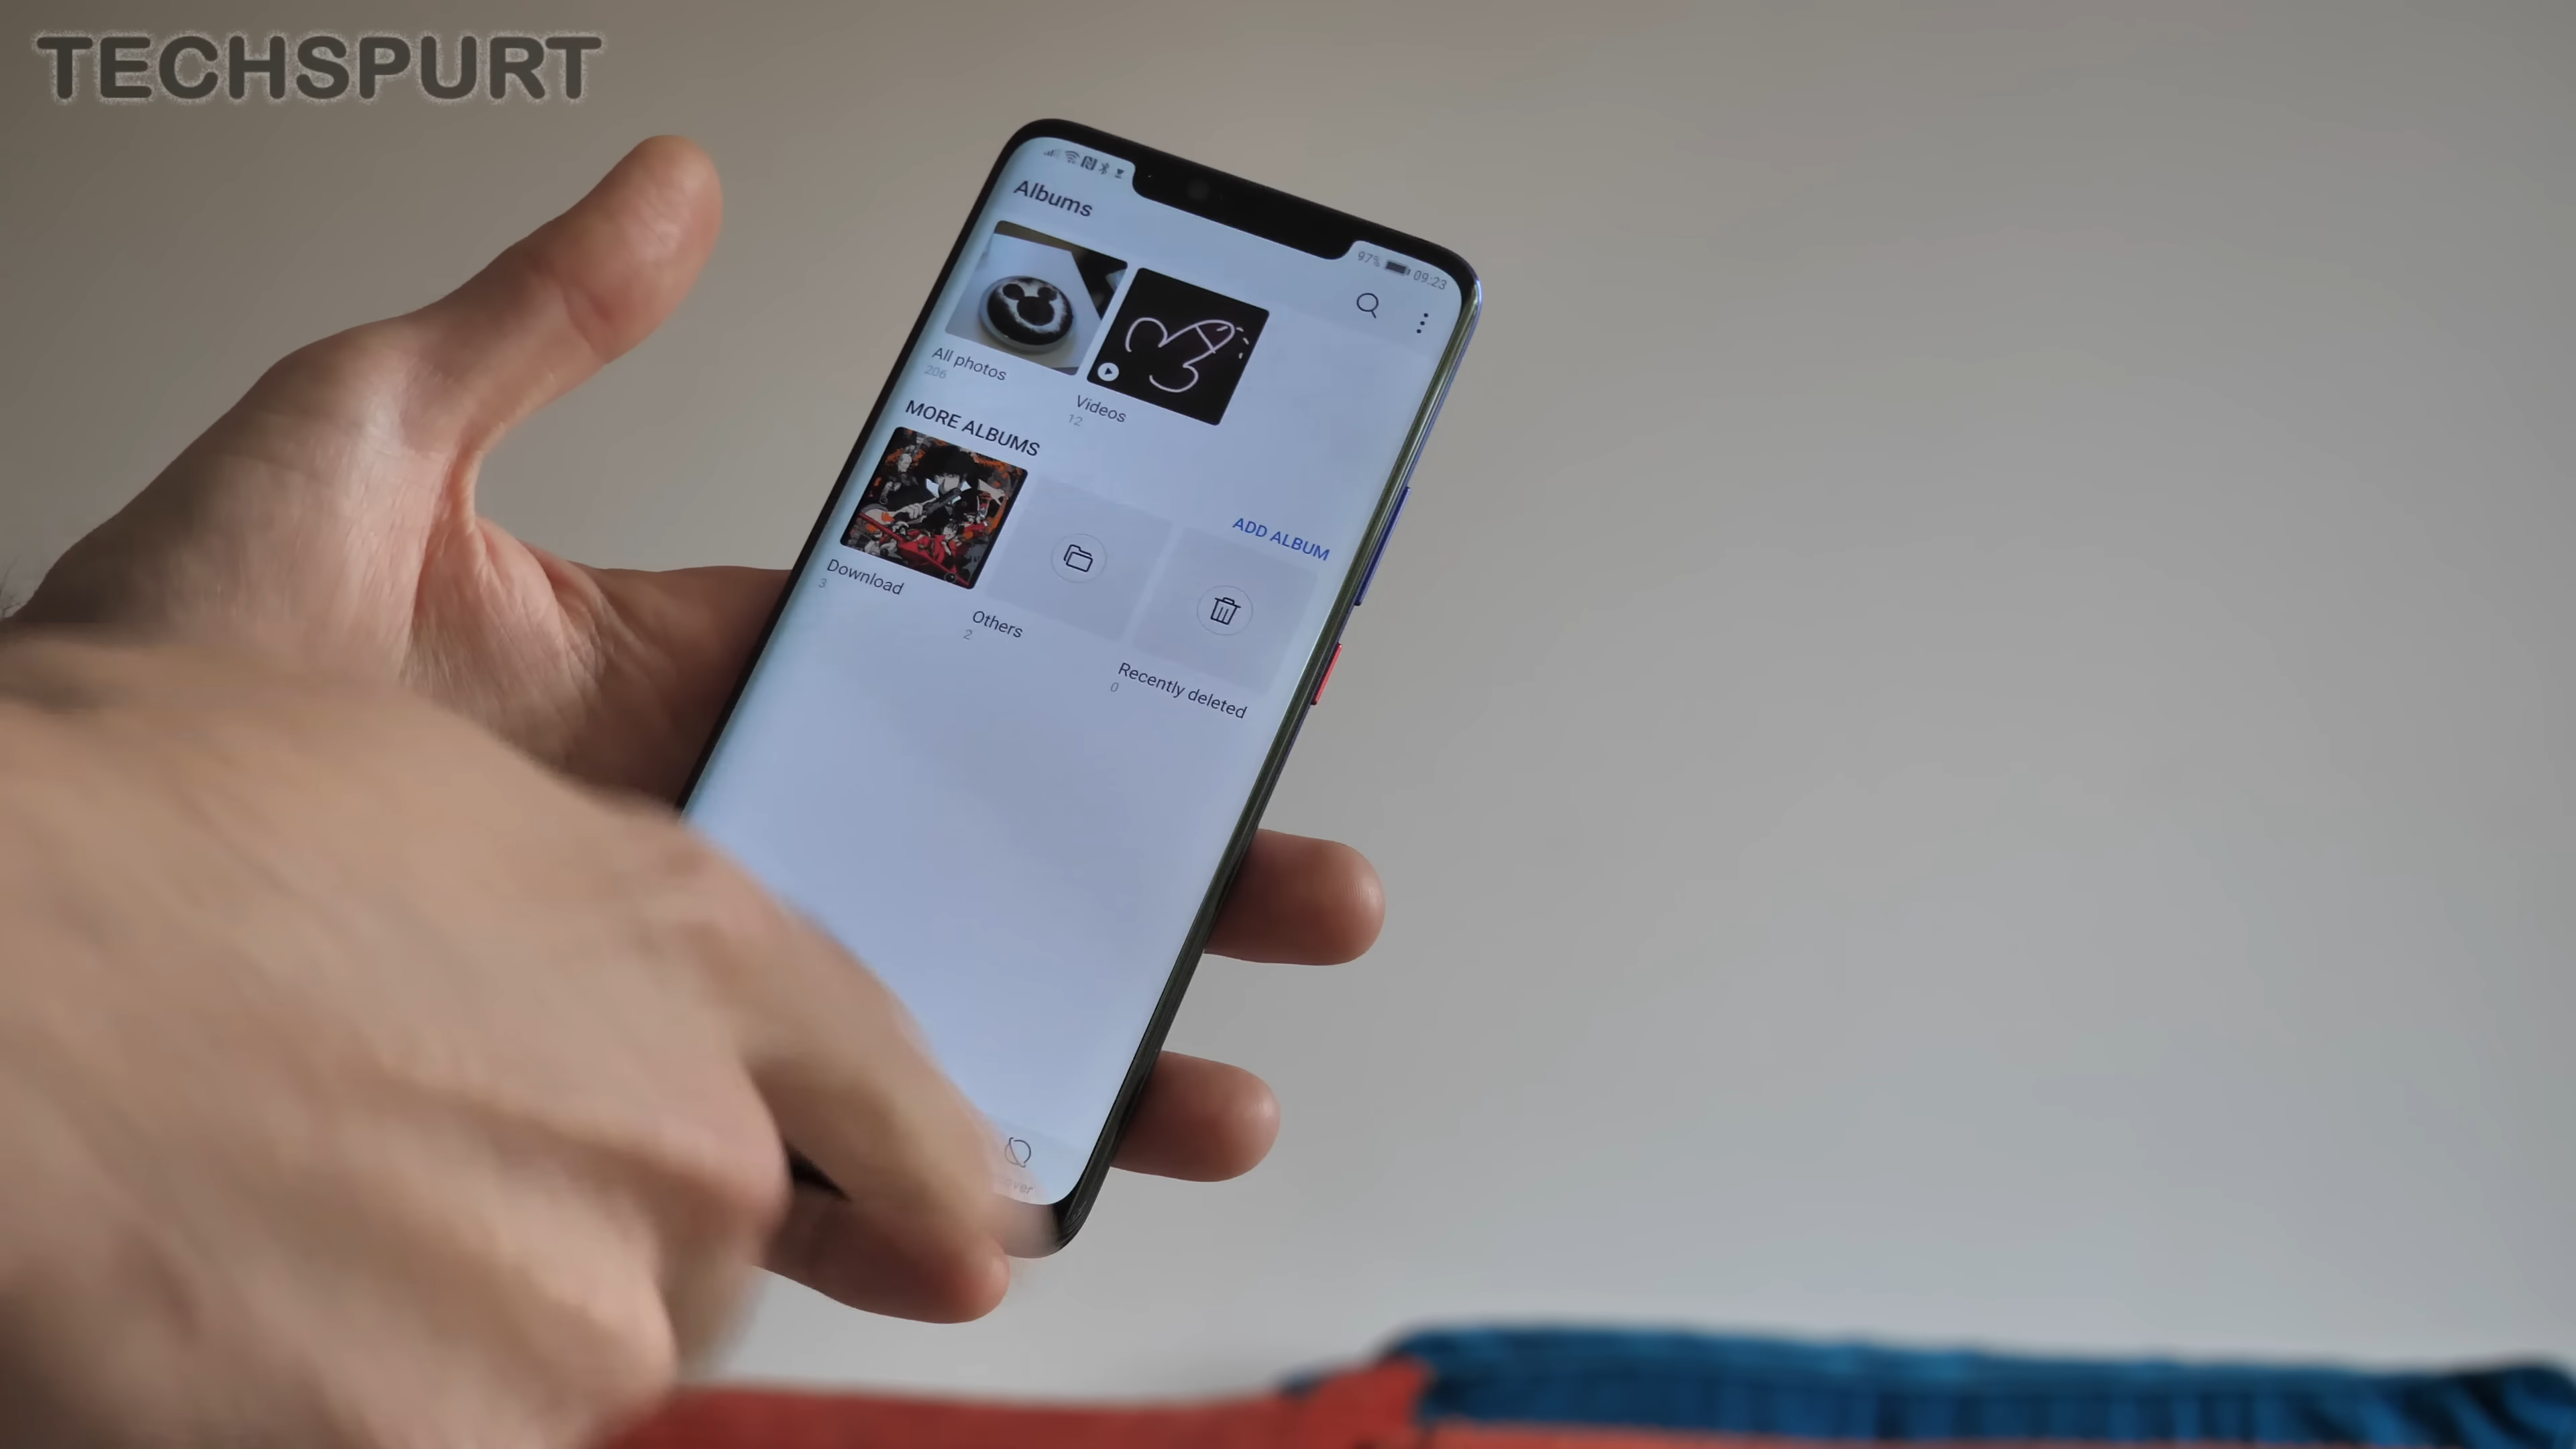 TECHSPURT
97% 09:23
Albums
All photos
206
Videos
12
MORE ALBUMS
ADD ALBUM
Download
3
Others
2
Recently deleted
0